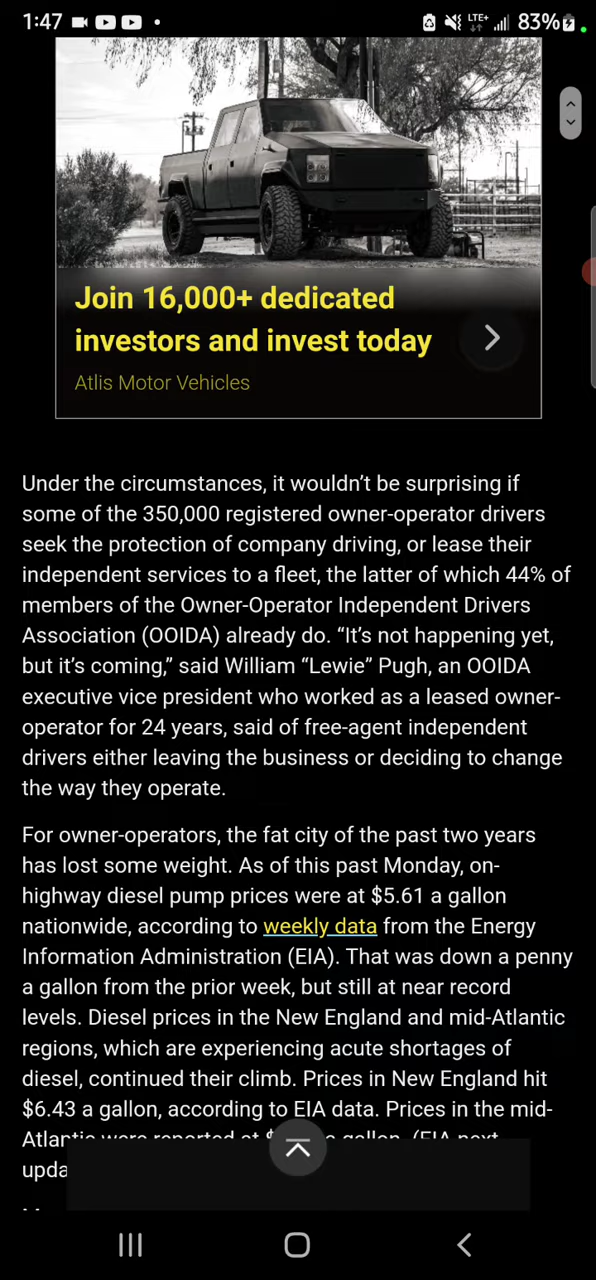 1:47
LTE+
83%
Join 16,000+ dedicated
investors and invest today
Atlis Motor Vehicles
Under the circumstances, it wouldn’t be surprising if
some of the 350,000 registered owner-operator drivers
seek the protection of company driving, or lease their
independent services to a fleet, the latter of which 44% of
members of the Owner-Operator Independent Drivers
Association (OOIDA) already do. “It’s not happening yet,
but it’s coming,” said William “Lewie” Pugh, an OOIDA
executive vice president who worked as a leased owner-
operator for 24 years, said of free-agent independent
drivers either leaving the business or deciding to change
the way they operate.
For owner-operators, the fat city of the past two years
has lost some weight. As of this past Monday, on-
highway diesel pump prices were at $5.61 a gallon
nationwide, according to weekly data from the Energy
Information Administration (EIA). That was down a penny
a gallon from the prior week, but still at near record
levels. Diesel prices in the New England and mid-Atlantic
regions, which are experiencing acute shortages of
diesel, continued their climb. Prices in New England hit
$6.43 a gallon, according to EIA data. Prices in the mid-
Atlantic were reported at gallon. (EIA next
upda